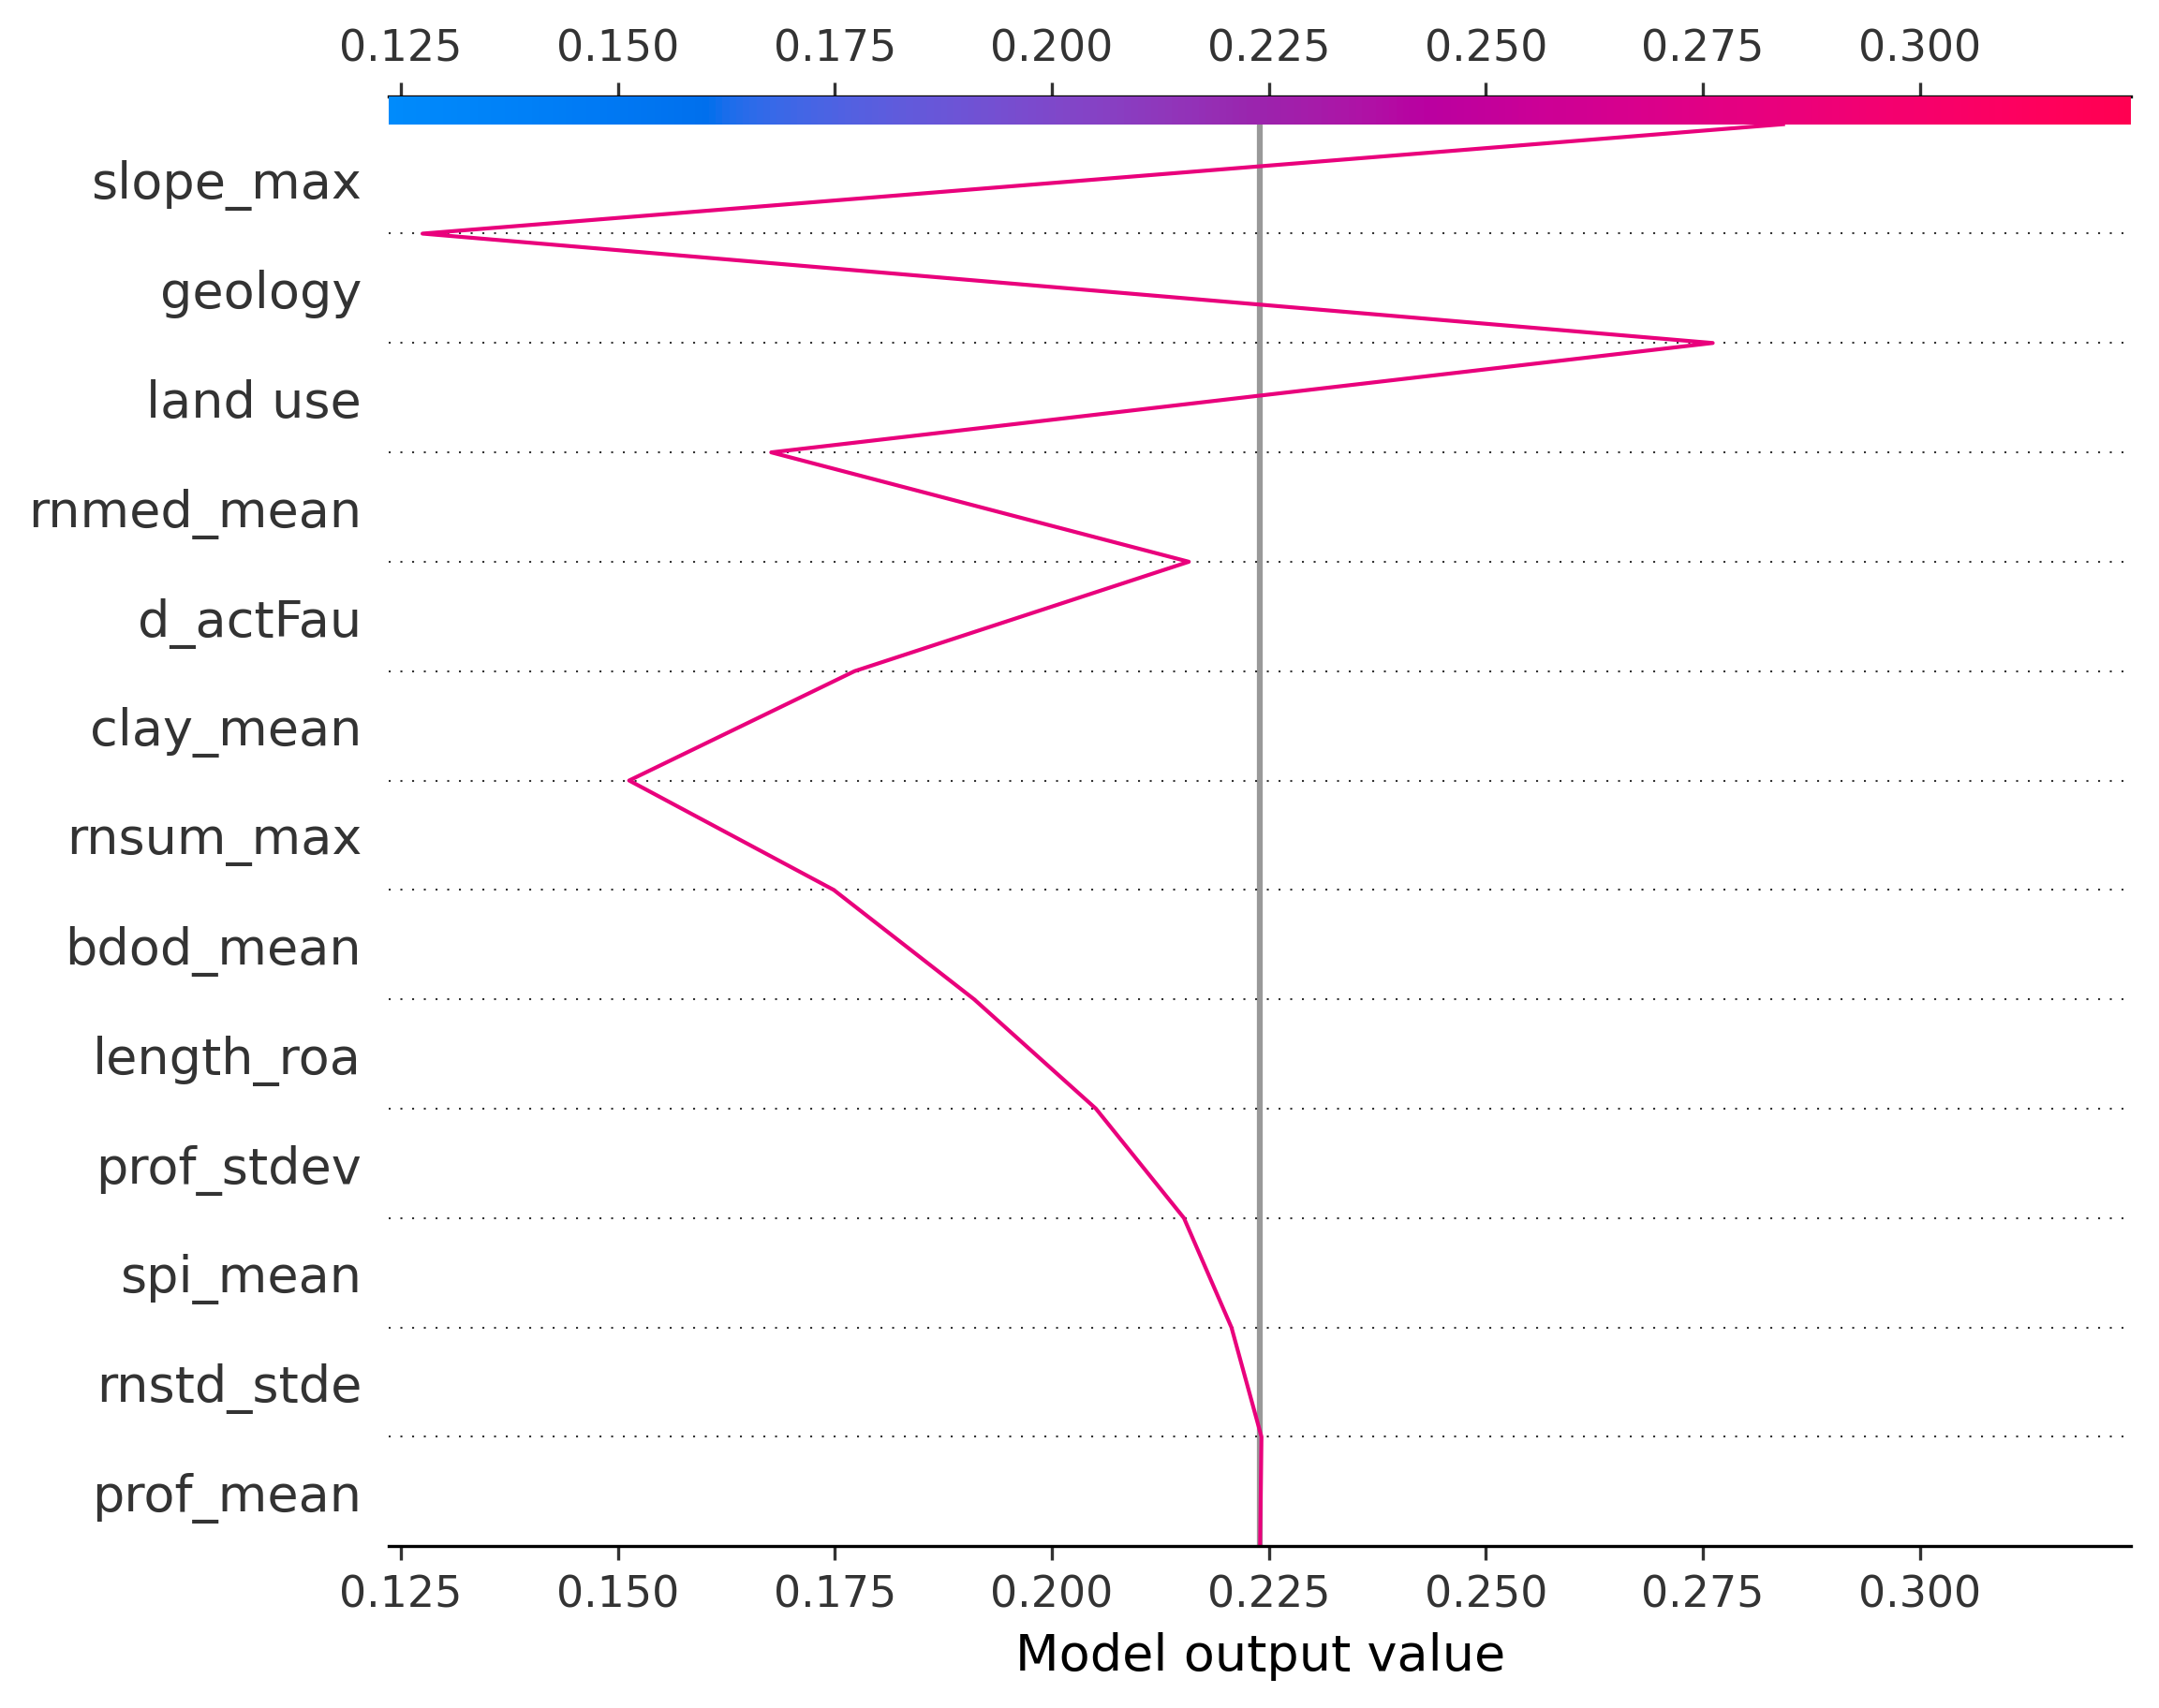 0.125 0.150 0.175 0.200 0.225 0.250 0.275 0.300
slope_max
geology
land use
rnmed_mean
d_actFau
clay_mean
rnsum_max
bdod_mean
length_roa
prof_stdev
spi_mean
rnstd_stde
prof_mean
0.125 0.150 0.175 0.200 0.225 0.250 0.275 0.300
Model output value